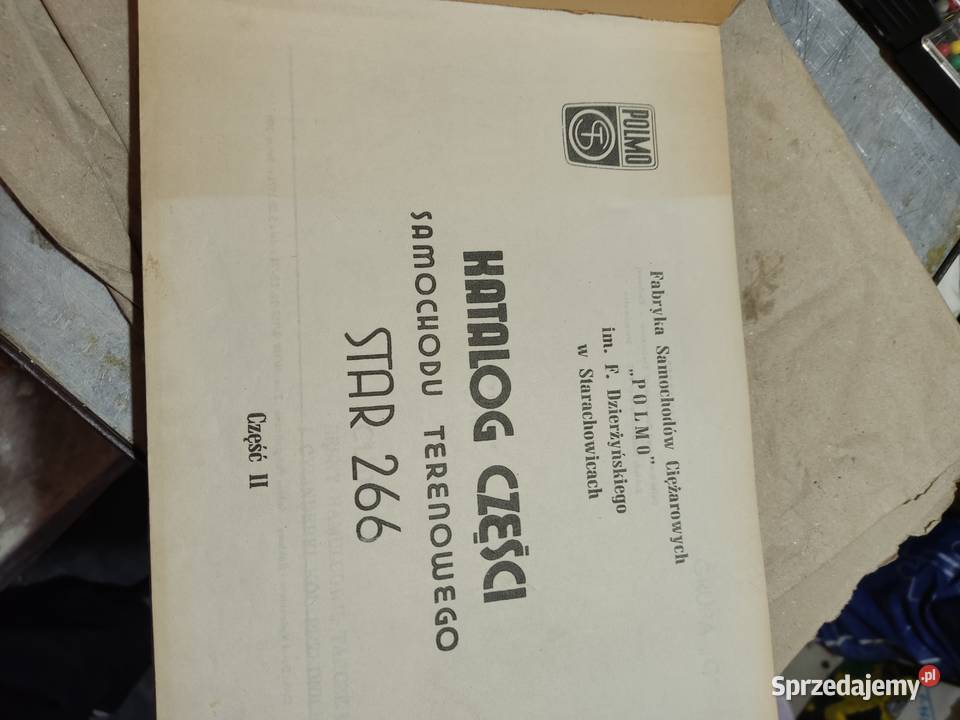 POLMO
Fabryka Samochodów Ciężarowych
„POLMO”
im. F. Dzierżyńskiego
w Starachowicach
KATALOG CZĘŚCI
SAMOCHODU TERENOWEGO
STAR 266
Część II
Sprzedajemy.pl